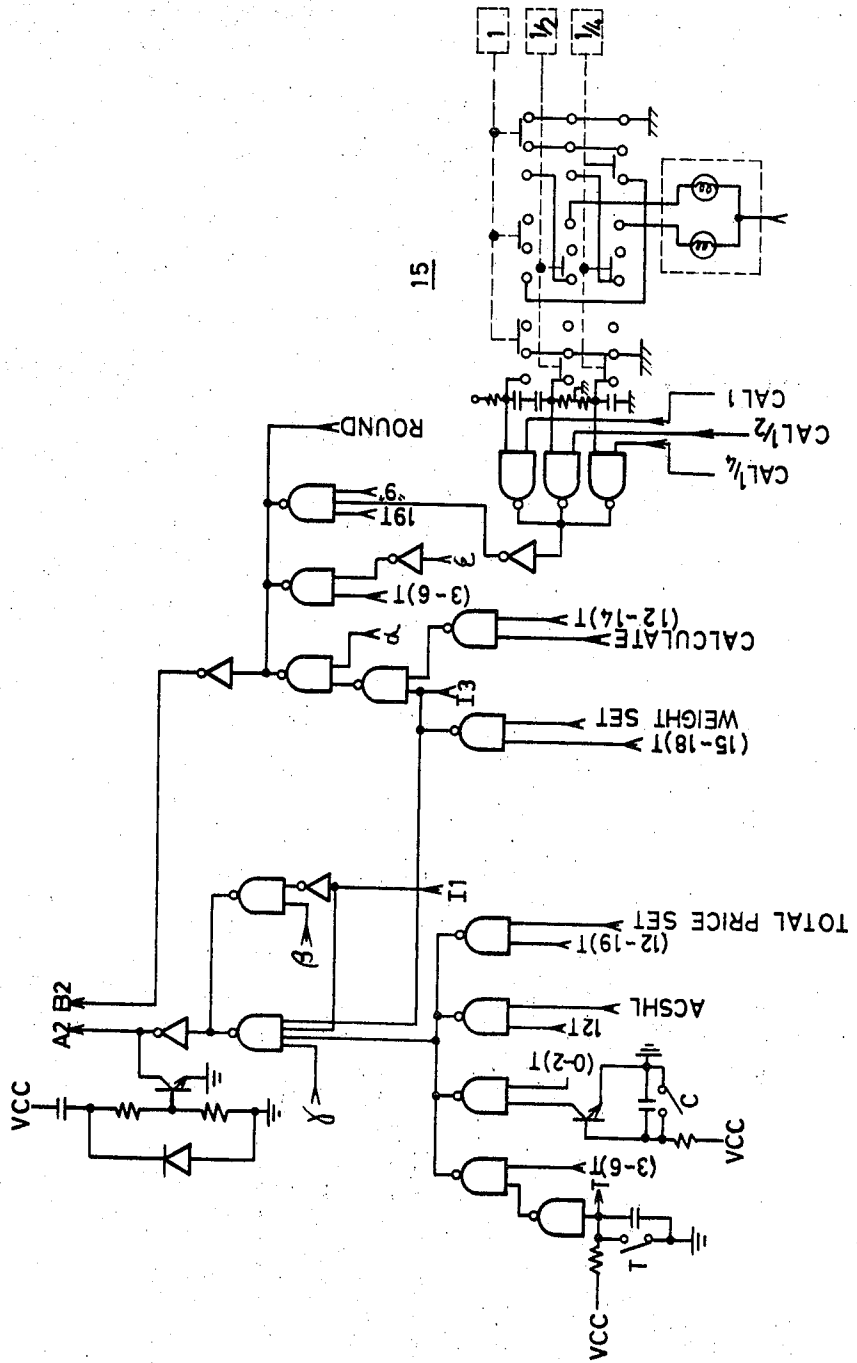 VCC
A2
B2
γ
β
I1
(3-6)T
T
T
VCC
(0-2)T
C
VCC
12T
ACSHL
(12-19)T
TOTAL PRICE SET
(15-18)T
WEIGHT SET
I3
CALCULATE
(12-14)T
α
(3-6)T
ε
19T
"9"
ROUND
CAL 1/4
CAL 1/2
CAL 1
15
1
1/2
1/4